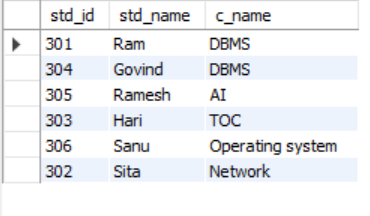 std_id std_name c_name
301 Ram DBMS
304 Govind DBMS
305 Ramesh AI
303 Hari TOC
306 Sanu Operating system
302 Sita Network